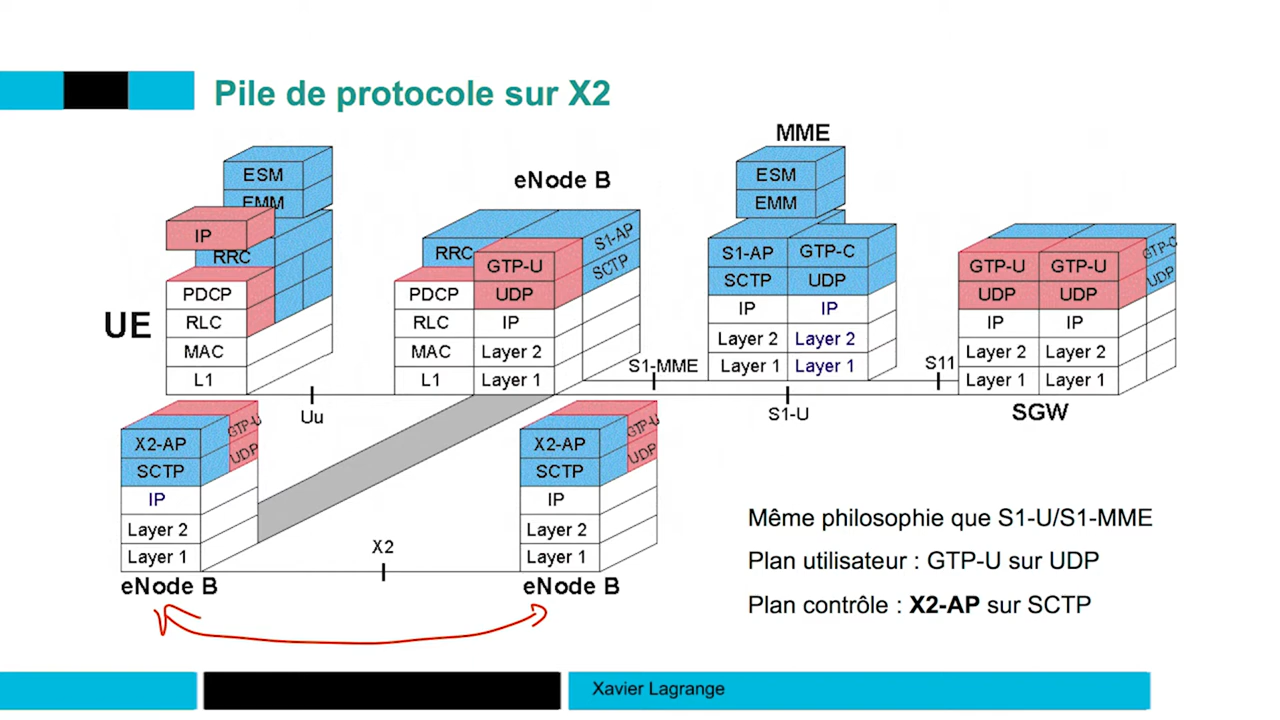 Pile de protocole sur X2
MME
ESM
EMM
eNode B
ESM
EMM
IP
RRC
PDCP
RLC
MAC
L1
UE
RRC
S1-AP
SCTP
GTP-U
UDP
PDCP
RLC
MAC
L1
IP
Layer 2
Layer 1
S1-AP
SCTP
IP
Layer 2
Layer 1
GTP-C
UDP
IP
Layer 2
Layer 1
GTP-U
UDP
IP
Layer 2
Layer 1
GTP-U
UDP
IP
Layer 2
Layer 1
GTP-C
UDP
SGW
Uu
S1-MME
S1-U
S11
X2-AP
SCTP
IP
Layer 2
Layer 1
GTP-U
UDP
eNode B
X2
X2-AP
SCTP
IP
Layer 2
Layer 1
GTP-U
UDP
eNode B
Même philosophie que S1-U/S1-MME
Plan utilisateur : GTP-U sur UDP
Plan contrôle : X2-AP sur SCTP
Xavier Lagrange